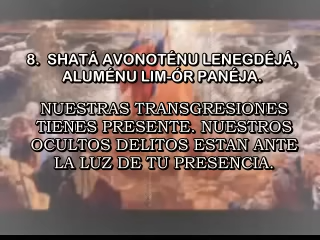 8. SHATÁ AVONOTÉNU LENEGDÉJÁ,
ALUMÉNU LIM-ÓR PANÉJA.
NUESTRAS TRANSGRESIONES
TIENES PRESENTE. NUESTROS
OCULTOS DELITOS ESTAN ANTE
LA LUZ DE TU PRESENCIA.